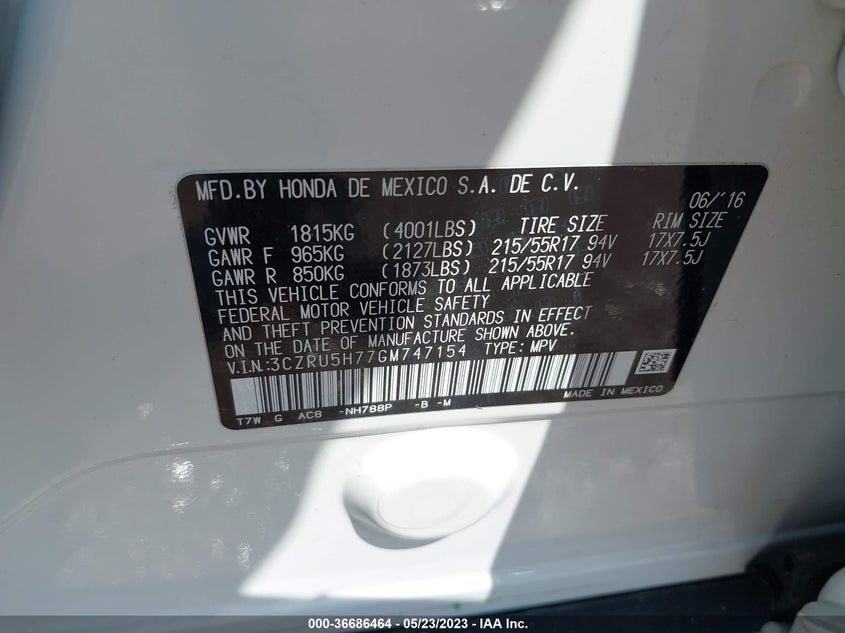 MFD.BY HONDA DE MEXICO S.A. DE C.V. 06/'16
GVWR 1815KG (4001LBS) TIRE SIZE RIM SIZE
GAWR F 965KG (2127LBS) 215/55R17 94V 17X7.5J
GAWR R 850KG (1873LBS) 215/55R17 94V 17X7.5J
THIS VEHICLE CONFORMS TO ALL APPLICABLE
FEDERAL MOTOR VEHICLE SAFETY
AND THEFT PREVENTION STANDARDS IN EFFECT
ON THE DATE OF MANUFACTURE SHOWN ABOVE.
V.I.N:3CZRU5H77GM747154 TYPE: MPV
T7W G AC8 -NH788P -B -M MADE IN MEXICO
000-36686464 - 05/23/2023 - IAA Inc.